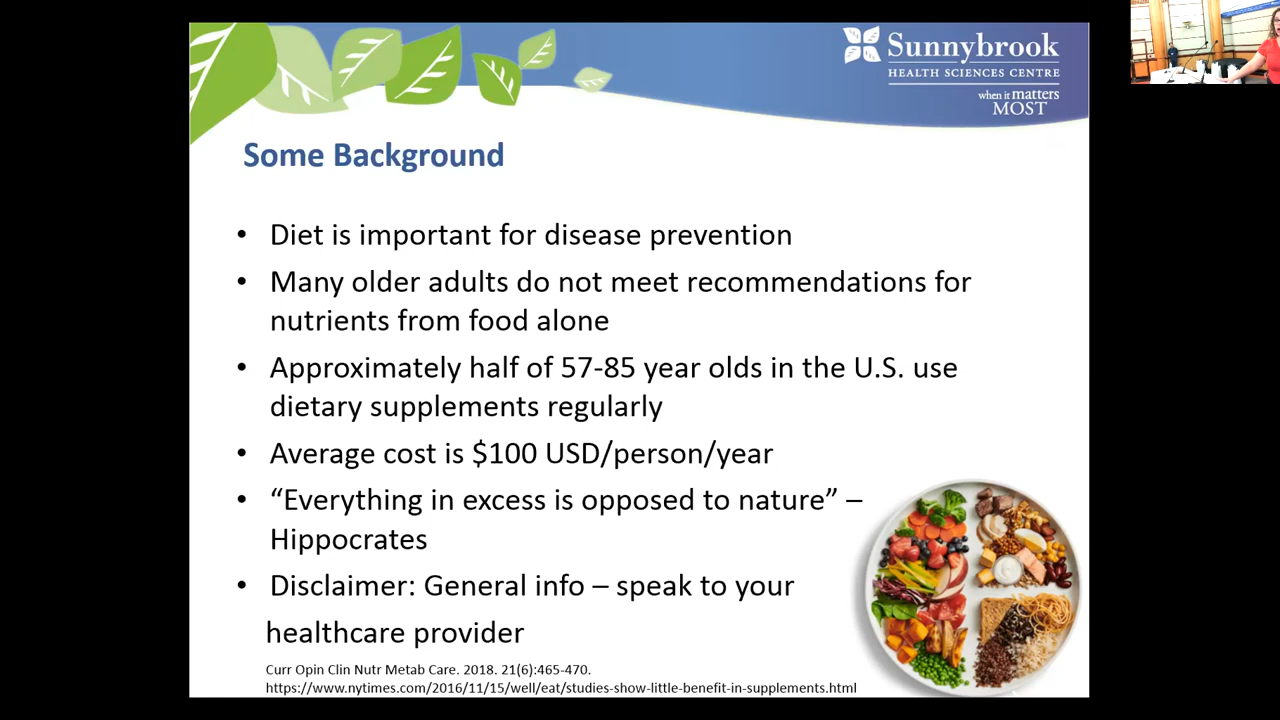 Sunnybrook
HEALTH SCIENCES CENTRE
when it matters
MOST
Some Background
• Diet is important for disease prevention
• Many older adults do not meet recommendations for
nutrients from food alone
• Approximately half of 57-85 year olds in the U.S. use
dietary supplements regularly
• Average cost is $100 USD/person/year
• “Everything in excess is opposed to nature” –
Hippocrates
• Disclaimer: General info – speak to your
healthcare provider
Curr Opin Clin Nutr Metab Care. 2018. 21(6):465-470.
https://www.nytimes.com/2016/11/15/well/eat/studies-show-little-benefit-in-supplements.html